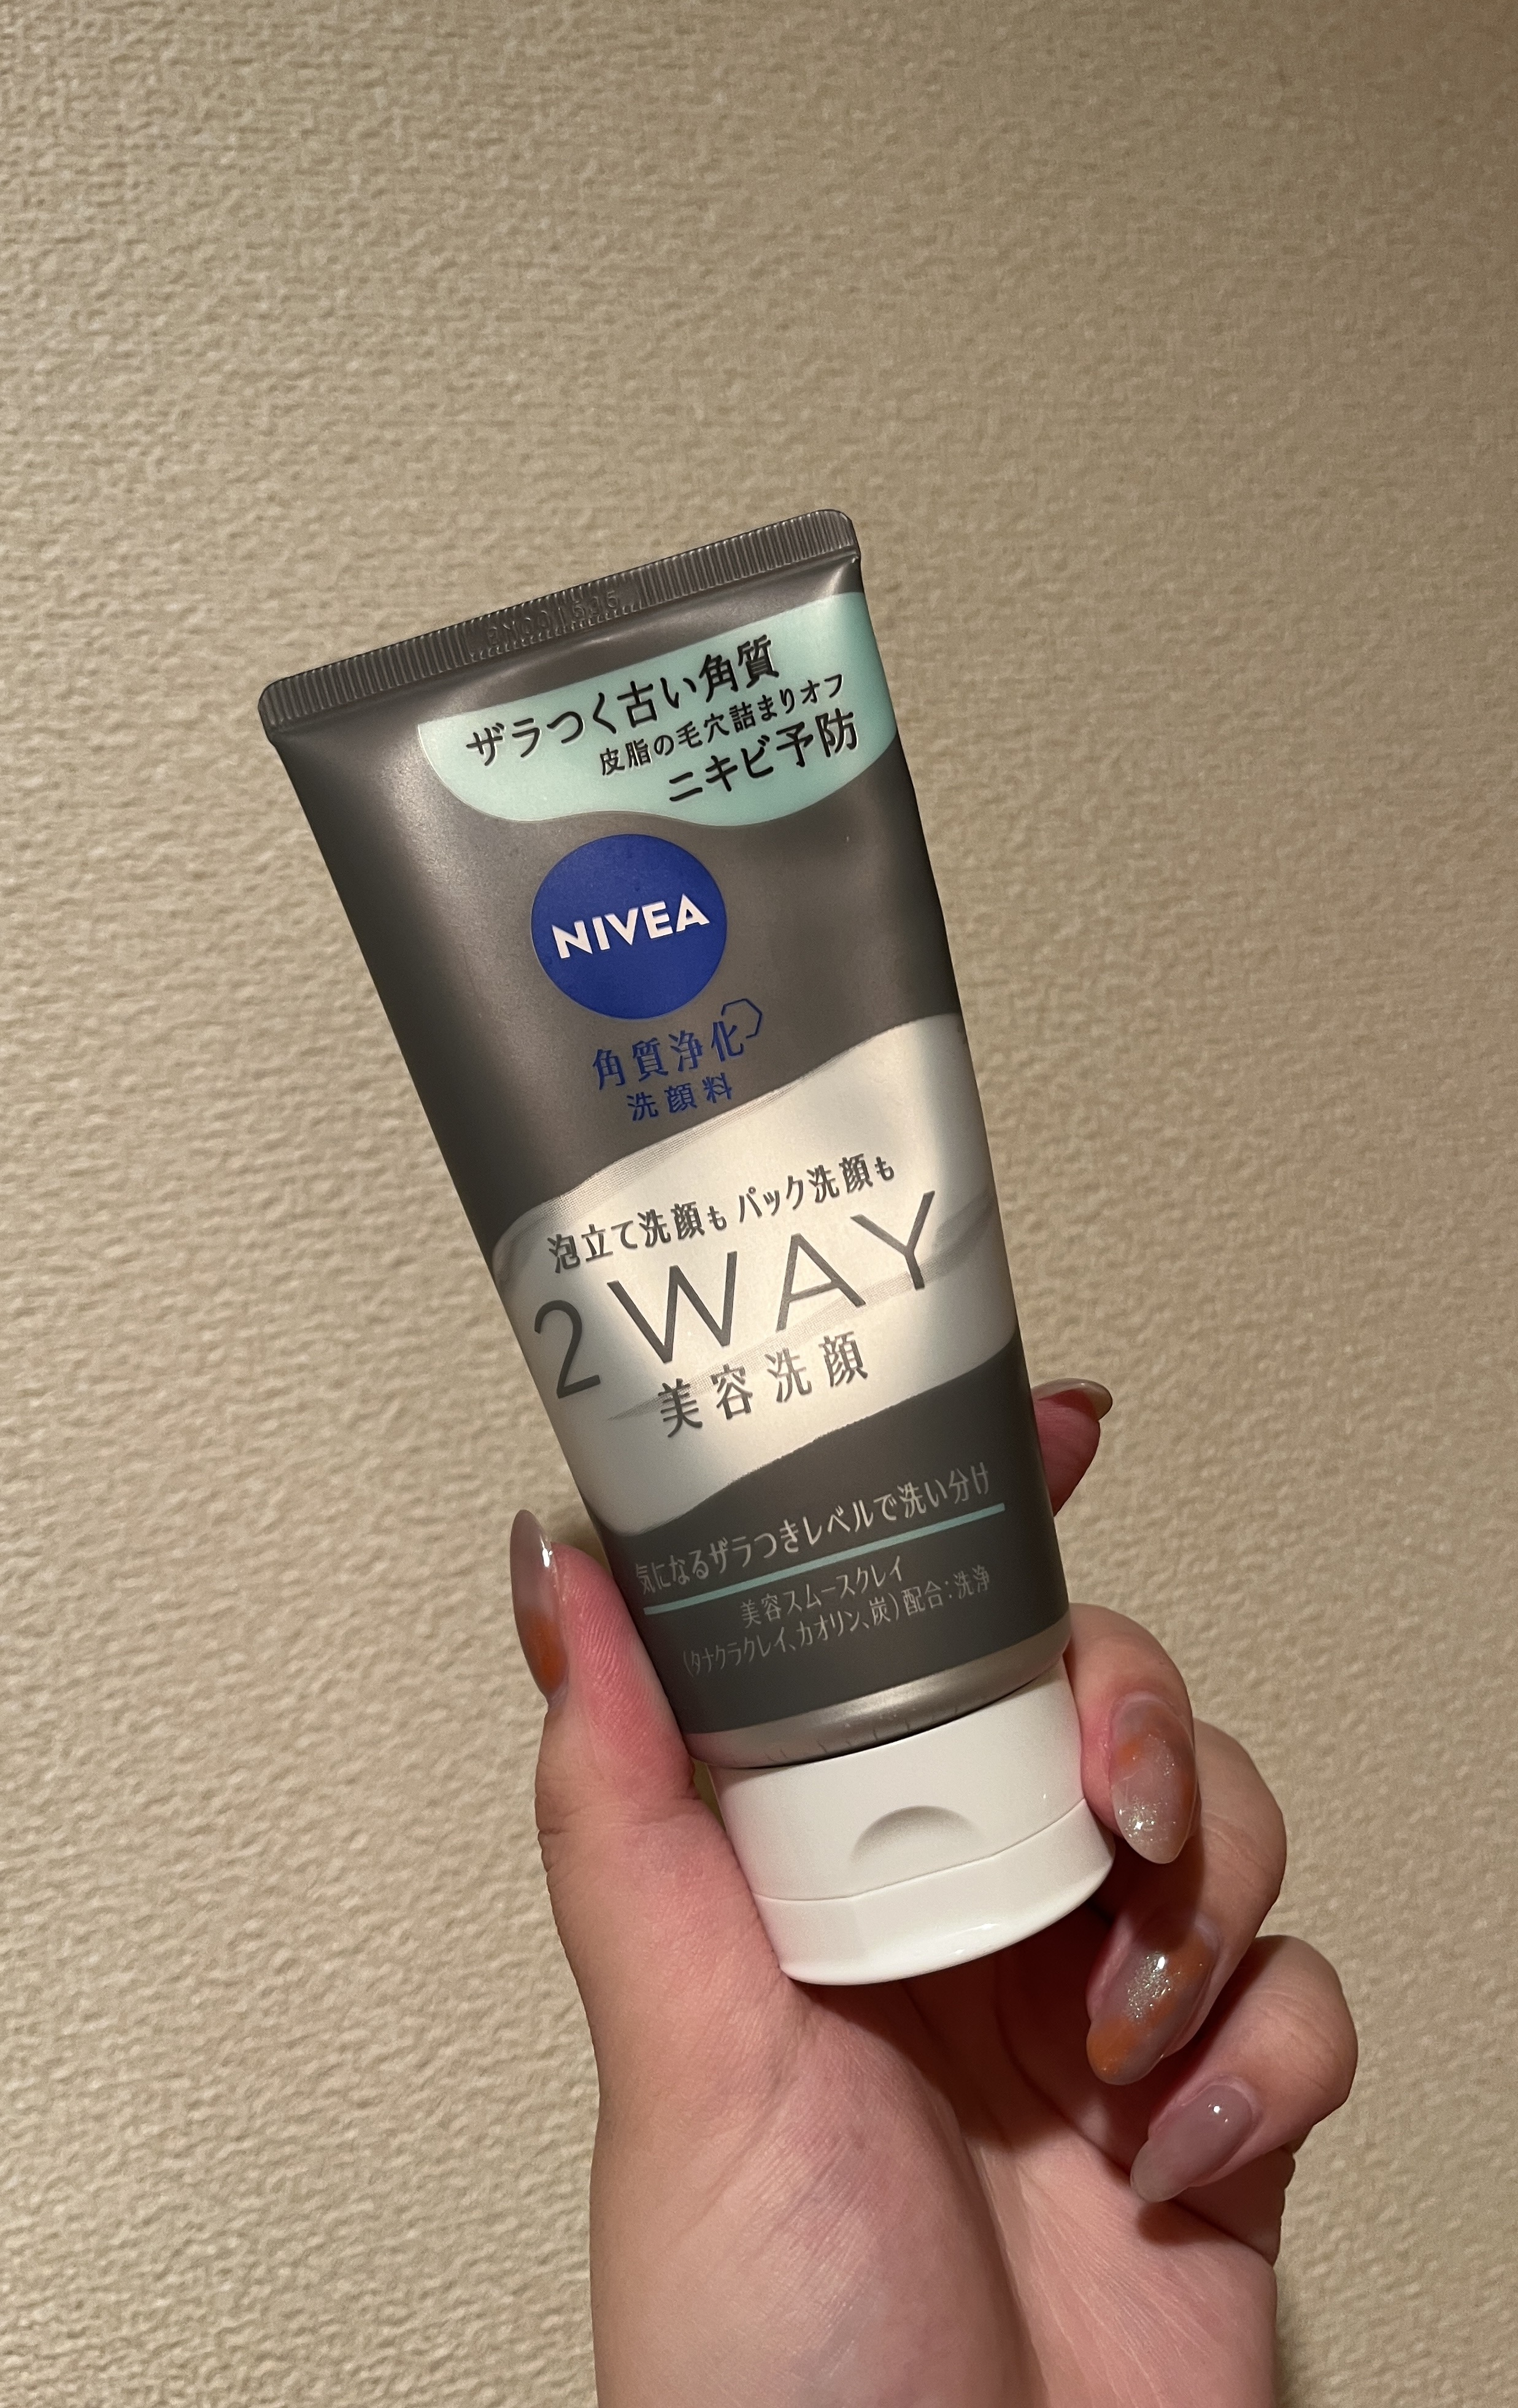 ザラつく古い角質
皮脂の毛穴詰まりオフ
ニキビ予防
NIVEA
角質浄化
洗顔料
泡立て洗顔も パック洗顔も
2WAY
美容洗顔
気になるザラつきレベルで洗い分け
美容スムースクレイ
(タナクラクレイ、カオリン、炭)配合:洗浄